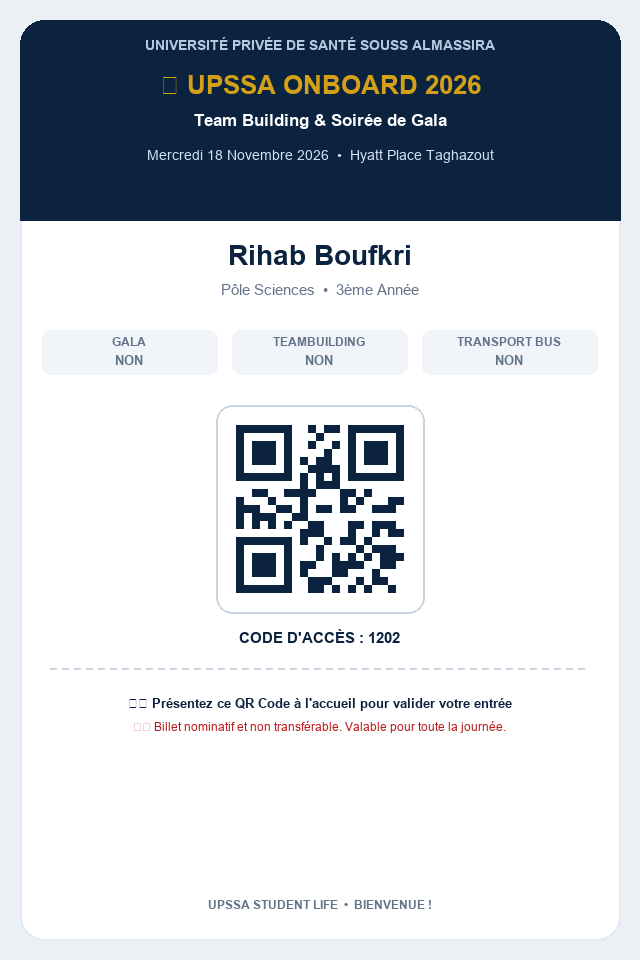 UNIVERSITÉ PRIVÉE DE SANTÉ SOUSS ALMASSIRA
UPSSA ONBOARD 2026
Team Building & Soirée de Gala
Mercredi 18 Novembre 2026 • Hyatt Place Taghazout
Rihab Boufkri
Pôle Sciences • 3ème Année
GALA
NON
TEAMBUILDING
NON
TRANSPORT BUS
NON
CODE D'ACCÈS : 1202
Présentez ce QR Code à l'accueil pour valider votre entrée
Billet nominatif et non transférable. Valable pour toute la journée.
UPSSA STUDENT LIFE • BIENVENUE !